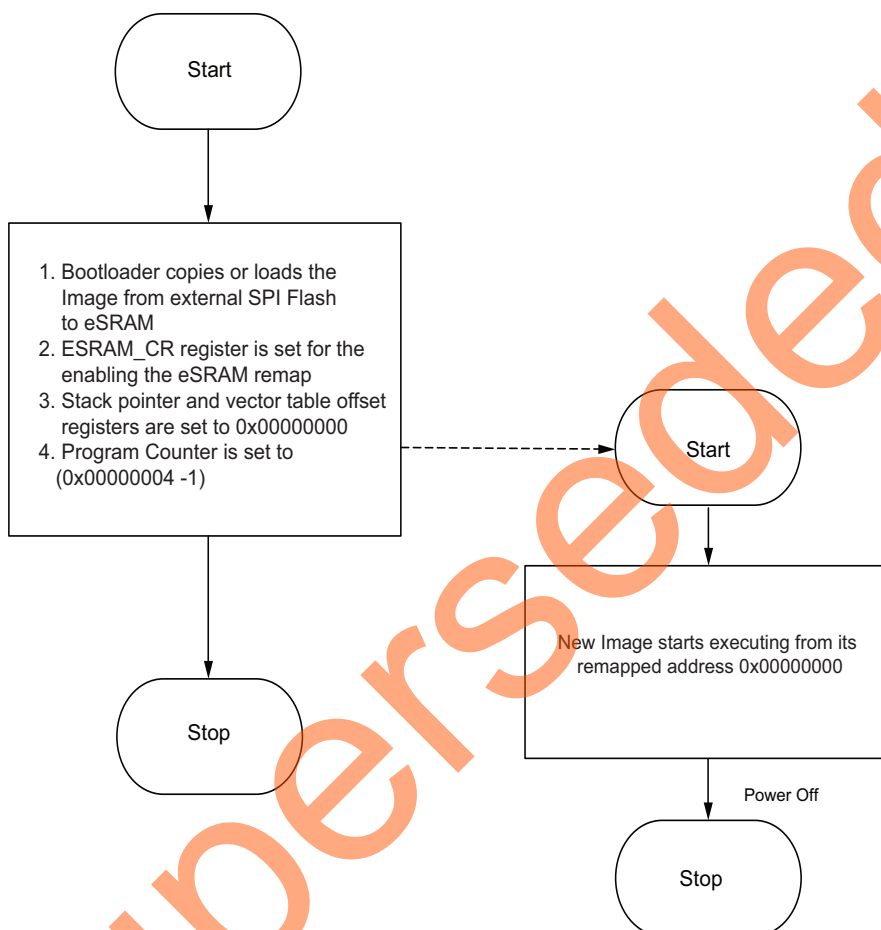 Start
1. Bootloader copies or loads the
Image from external SPI Flash
to eSRAM
2. ESRAM_CR register is set for the
enabling the eSRAM remap
3. Stack pointer and vector table offset
registers are set to 0x00000000
4. Program Counter is set to
(0x00000004 -1)
Stop
Start
New Image starts executing from its
remapped address 0x00000000
Power Off
Stop
perseded